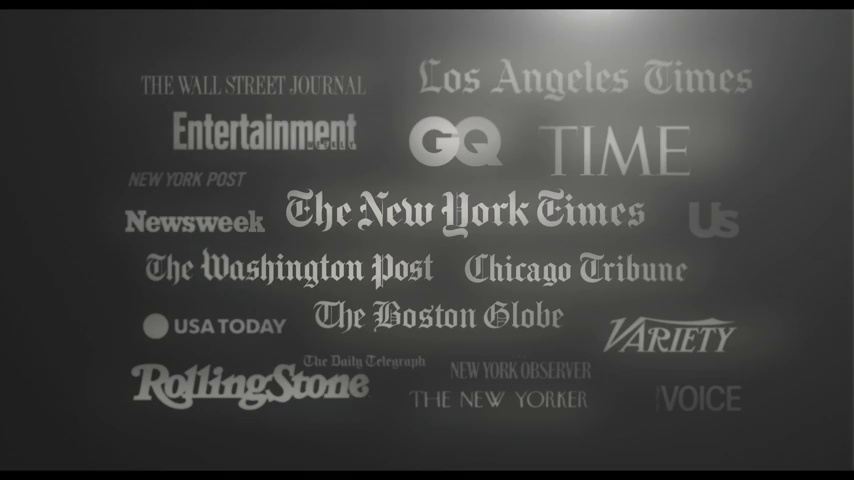 THE WALL STREET JOURNAL
Los Angeles Times
Entertainment
WEEKLY
GQ
TIME
NEW YORK POST
The New York Times
Newsweek
Us
The Washington Post
Chicago Tribune
The Boston Globe
USA TODAY
VARIETY
The Daily Telegraph
RollingStone
NEW YORK OBSERVER
THE NEW YORKER
VOICE